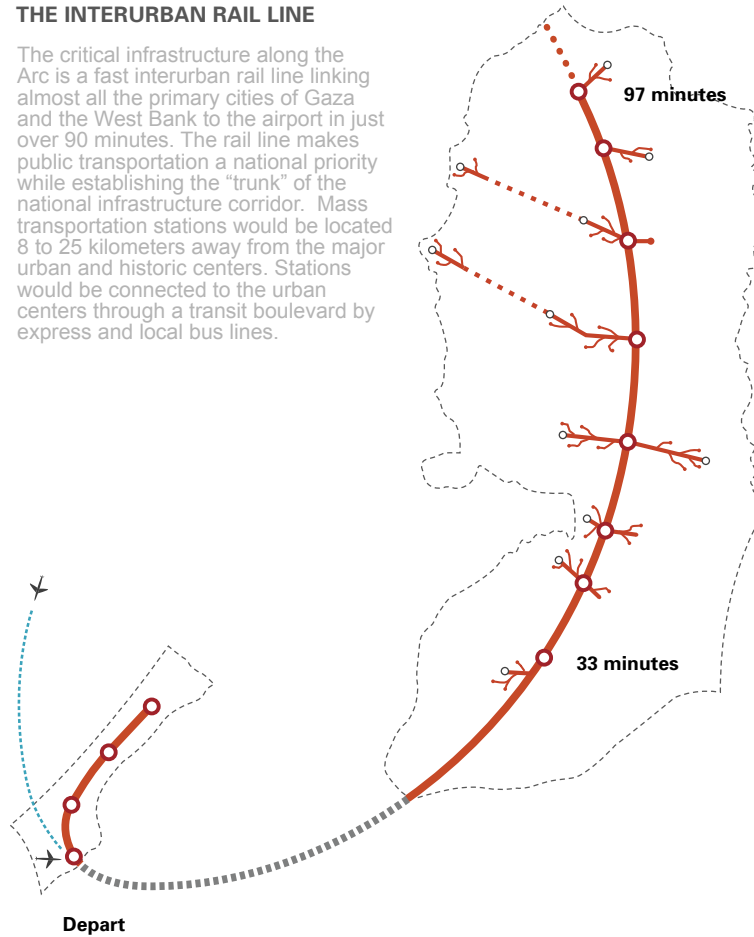 THE INTERURBAN RAIL LINE
The critical infrastructure along the
Arc is a fast interurban rail line linking
almost all the primary cities of Gaza
and the West Bank to the airport in just
over 90 minutes. The rail line makes
public transportation a national priority
while establishing the “trunk” of the
national infrastructure corridor.  Mass
transportation stations would be located
8 to 25 kilometers away from the major
urban and historic centers. Stations
would be connected to the urban
centers through a transit boulevard by
express and local bus lines.
97 minutes
33 minutes
Depart